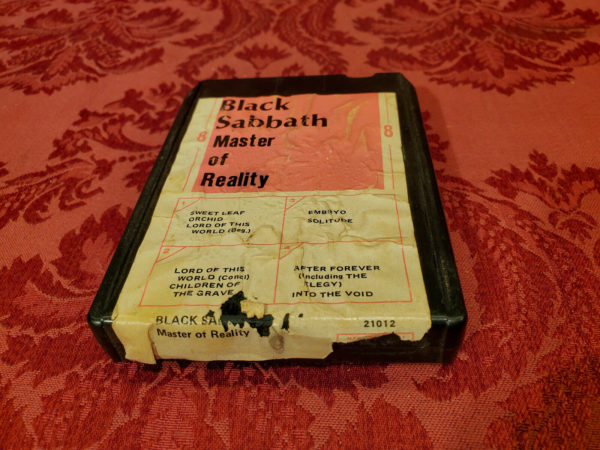 Black
Sabbath
8 Master 8
of
Reality
1
SWEET LEAF
ORCHID
LORD OF THIS
WORLD (Beg.)
EMBRYO
SOLITUDE
2
LORD OF THIS
WORLD (Concl)
CHILDREN OF
THE GRAVE
AFTER FOREVER
(Including THE
ELEGY)
INTO THE VOID
BLACK SA
Master of Reality
21012